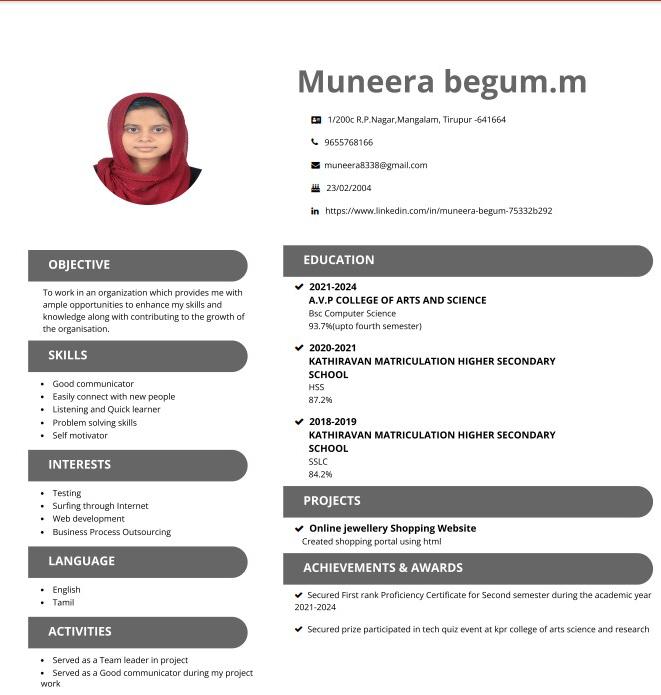 Muneera begum.m
1/200c R.P.Nagar,Mangalam, Tirupur -641664
9655768166
muneera8338@gmail.com
23/02/2004
in https://www.linkedin.com/in/muneera-begum-75332b292
OBJECTIVE
To work in an organization which provides me with
ample opportunities to enhance my skills and
knowledge along with contributing to the growth of
the organisation.
SKILLS
• Good communicator
• Easily connect with new people
• Listening and Quick learner
• Problem solving skills
• Self motivator
INTERESTS
• Testing
• Surfing through Internet
• Web development
• Business Process Outsourcing
LANGUAGE
• English
• Tamil
ACTIVITIES
• Served as a Team leader in project
• Served as a Good communicator during my project
work
EDUCATION
✔ 2021-2024
A.V.P COLLEGE OF ARTS AND SCIENCE
Bsc Computer Science
93.7%(upto fourth semester)
✔ 2020-2021
KATHIRAVAN MATRICULATION HIGHER SECONDARY
SCHOOL
HSS
87.2%
✔ 2018-2019
KATHIRAVAN MATRICULATION HIGHER SECONDARY
SCHOOL
SSLC
84.2%
PROJECTS
✔ Online jewellery Shopping Website
Created shopping portal using html
ACHIEVEMENTS & AWARDS
✔ Secured First rank Proficiency Certificate for Second semester during the academic year
2021-2024
✔ Secured prize participated in tech quiz event at kpr college of arts science and research